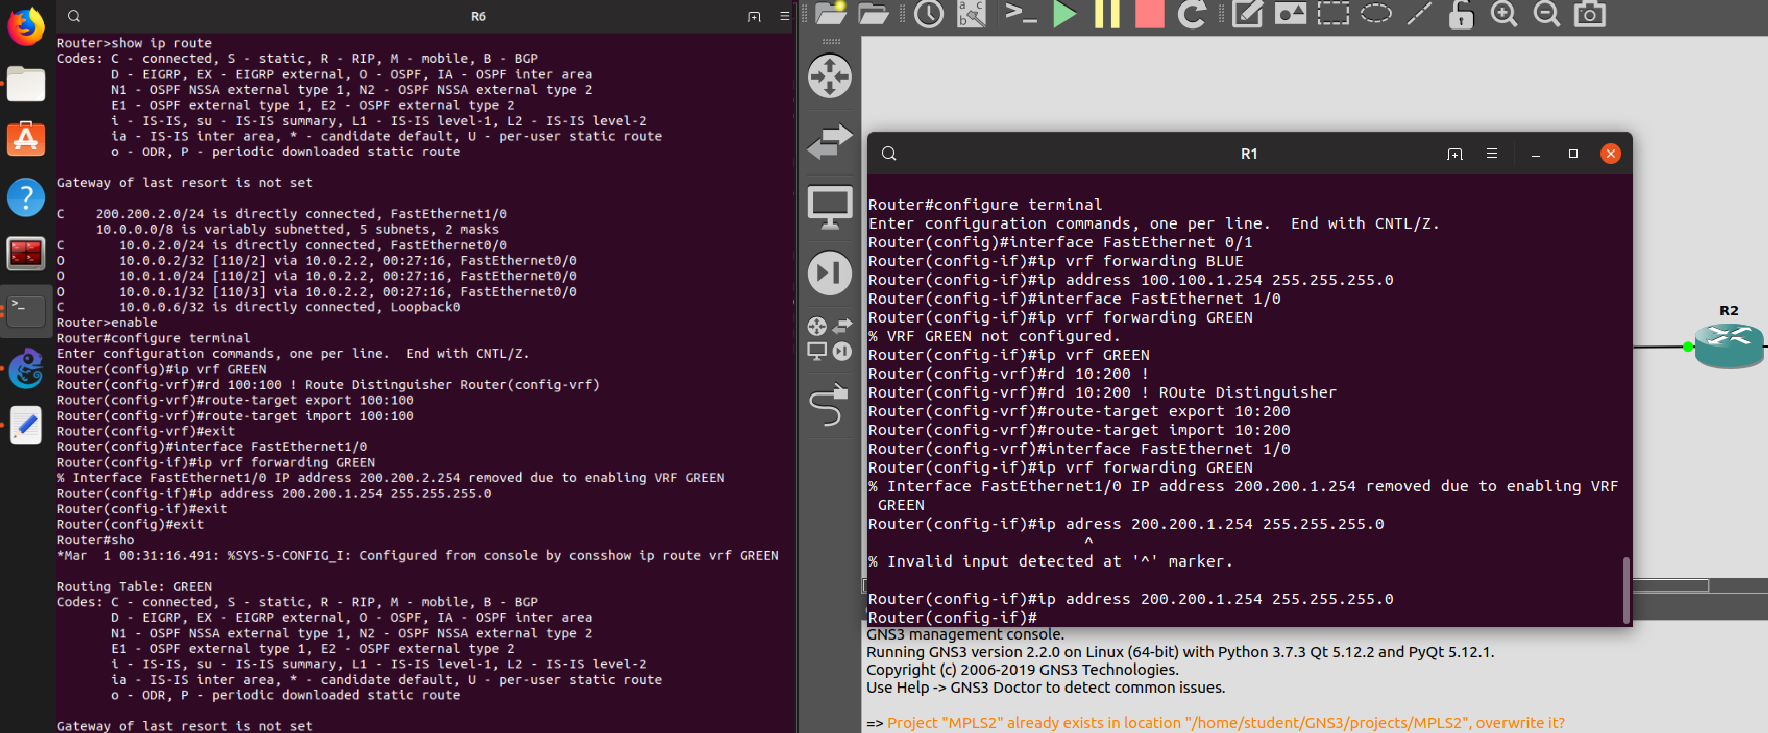 R6
Router>show ip route
Codes: C - connected, S - static, R - RIP, M - mobile, B - BGP
       D - EIGRP, EX - EIGRP external, O - OSPF, IA - OSPF inter area
       N1 - OSPF NSSA external type 1, N2 - OSPF NSSA external type 2
       E1 - OSPF external type 1, E2 - OSPF external type 2
       i - IS-IS, su - IS-IS summary, L1 - IS-IS level-1, L2 - IS-IS level-2
       ia - IS-IS inter area, * - candidate default, U - per-user static route
       o - ODR, P - periodic downloaded static route
Gateway of last resort is not set
C    200.200.2.0/24 is directly connected, FastEthernet1/0
     10.0.0.0/8 is variably subnetted, 5 subnets, 2 masks
C       10.0.2.0/24 is directly connected, FastEthernet0/0
O       10.0.0.2/32 [110/2] via 10.0.2.2, 00:27:16, FastEthernet0/0
O       10.0.1.0/24 [110/2] via 10.0.2.2, 00:27:16, FastEthernet0/0
O       10.0.0.1/32 [110/3] via 10.0.2.2, 00:27:16, FastEthernet0/0
C       10.0.0.6/32 is directly connected, Loopback0
Router>enable
Router#configure terminal
Enter configuration commands, one per line.  End with CNTL/Z.
Router(config)#ip vrf GREEN
Router(config-vrf)#rd 100:100 ! Route Distinguisher Router(config-vrf)
Router(config-vrf)#route-target export 100:100
Router(config-vrf)#route-target import 100:100
Router(config-vrf)#exit
Router(config)#interface FastEthernet1/0
Router(config-if)#ip vrf forwarding GREEN
% Interface FastEthernet1/0 IP address 200.200.2.254 removed due to enabling VRF GREEN
Router(config-if)#ip address 200.200.1.254 255.255.255.0
Router(config-if)#exit
Router(config)#exit
Router#sho
*Mar  1 00:31:16.491: %SYS-5-CONFIG_I: Configured from console by consshow ip route vrf GREEN
Routing Table: GREEN
Codes: C - connected, S - static, R - RIP, M - mobile, B - BGP
       D - EIGRP, EX - EIGRP external, O - OSPF, IA - OSPF inter area
       N1 - OSPF NSSA external type 1, N2 - OSPF NSSA external type 2
       E1 - OSPF external type 1, E2 - OSPF external type 2
       i - IS-IS, su - IS-IS summary, L1 - IS-IS level-1, L2 - IS-IS level-2
       ia - IS-IS inter area, * - candidate default, U - per-user static route
       o - ODR, P - periodic downloaded static route
Gateway of last resort is not set
a c
b
R1
Router#configure terminal
Enter configuration commands, one per line.  End with CNTL/Z.
Router(config)#interface FastEthernet 0/1
Router(config-if)#ip vrf forwarding BLUE
Router(config-if)#ip address 100.100.1.254 255.255.255.0
Router(config-if)#interface FastEthernet 1/0
Router(config-if)#ip vrf forwarding GREEN
% VRF GREEN not configured.
Router(config-if)#ip vrf GREEN
Router(config-vrf)#rd 10:200 !
Router(config-vrf)#rd 10:200 ! ROute Distinguisher
Router(config-vrf)#route-target export 10:200
Router(config-vrf)#route-target import 10:200
Router(config-vrf)#interface FastEthernet 1/0
Router(config-if)#ip vrf forwarding GREEN
% Interface FastEthernet1/0 IP address 200.200.1.254 removed due to enabling VRF
 GREEN
Router(config-if)#ip adress 200.200.1.254 255.255.255.0
                       ^
% Invalid input detected at '^' marker.
Router(config-if)#ip address 200.200.1.254 255.255.255.0
Router(config-if)#
R2
GNS3 management console.
Running GNS3 version 2.2.0 on Linux (64-bit) with Python 3.7.3 Qt 5.12.2 and PyQt 5.12.1.
Copyright (c) 2006-2019 GNS3 Technologies.
Use Help -> GNS3 Doctor to detect common issues.
=> Project "MPLS2" already exists in location "/home/student/GNS3/projects/MPLS2", overwrite it?